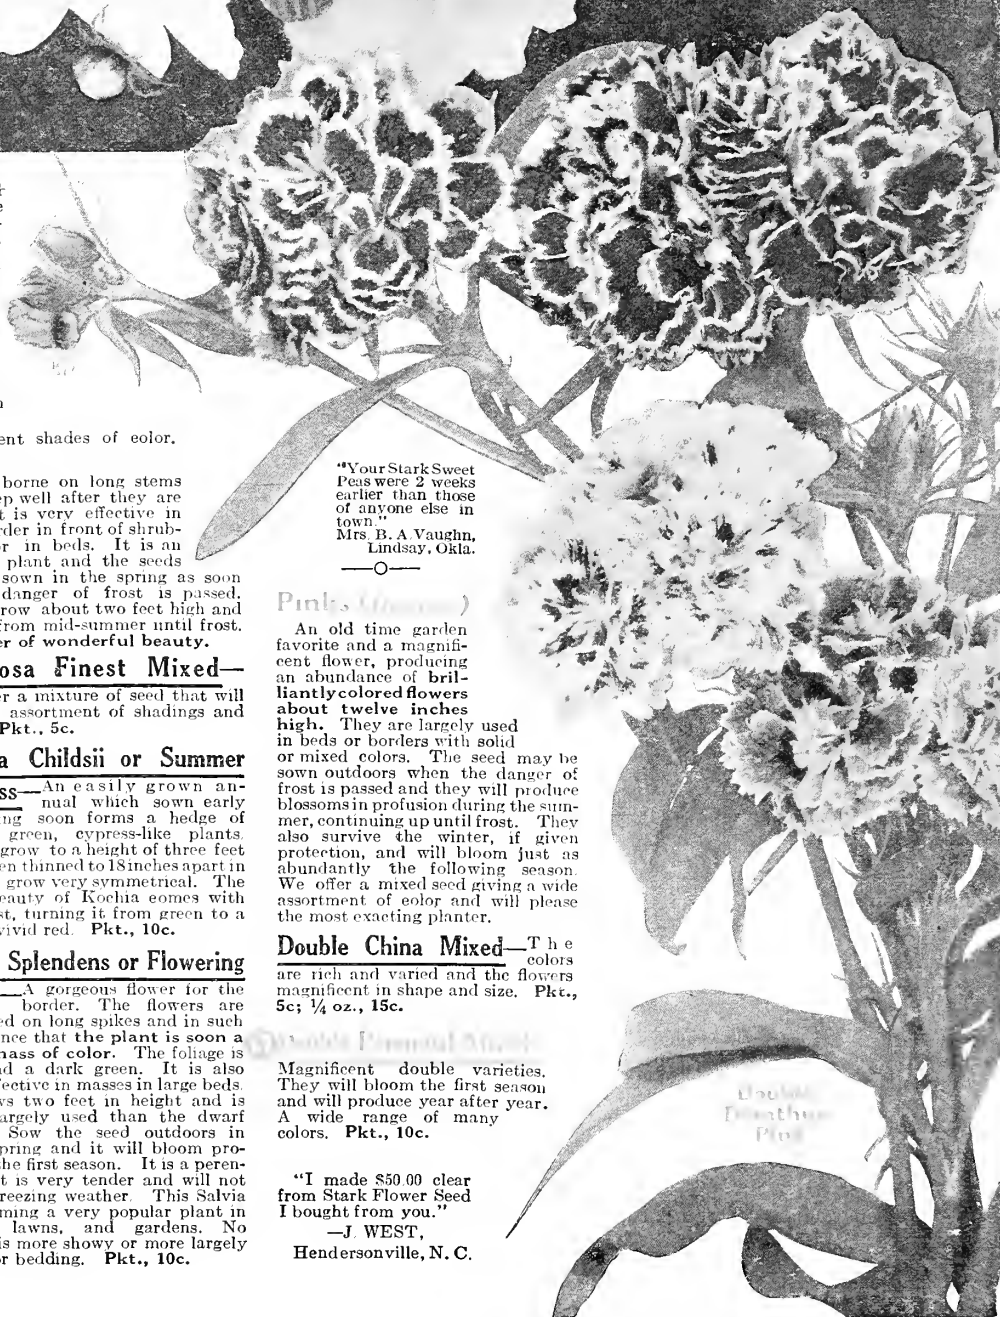 ent shades of color.
borne on long stems
ep well after they are
t is very effective in
rder in front of shrub-
r in beds. It is an
plant and the seeds
sown in the spring as soon
danger of frost is passed.
row about two feet high and
from mid-summer until frost.
er of wonderful beauty.
osa Finest Mixed—
er a mixture of seed that will
assortment of shadings and
Pkt., 5c.
a Childsii or Summer
ss—An easily grown an-
nual which sown early
ng soon forms a hedge of
green, cypress-like plants.
grow to a height of three feet
en thinned to 18 inches apart in
grow very symmetrical. The
eauty of Kochia comes with
st, turning it from green to a
vivid red. Pkt., 10c.
Splendens or Flowering
—A gorgeous flower for the
border. The flowers are
ed on long spikes and in such
nce that the plant is soon a
mass of color. The foliage is
nd a dark green. It is also
fective in masses in large beds.
ws two feet in height and is
argely used than the dwarf
Sow the seed outdoors in
pring and it will bloom pro-
he first season. It is a peren-
t is very tender and will not
reezing weather. This Salvia
ming a very popular plant in
lawns, and gardens. No
is more showy or more largely
r bedding. Pkt., 10c.
"Your Stark Sweet
Peas were 2 weeks
earlier than those
of anyone else in
town."
Mrs. B. A. Vaughn,
Lindsay, Okla.
Pinks
An old time garden
favorite and a magnifi-
cent flower, producing
an abundance of bril-
liantly colored flowers
about twelve inches
high. They are largely used
in beds or borders with solid
or mixed colors. The seed may be
sown outdoors when the danger of
frost is passed and they will produce
blossoms in profusion during the sum-
mer, continuing up until frost. They
also survive the winter, if given
protection, and will bloom just as
abundantly the following season.
We offer a mixed seed giving a wide
assortment of color and will please
the most exacting planter.
Double China Mixed—The
colors
are rich and varied and the flowers
magnificent in shape and size. Pkt.,
5c; ¼ oz., 15c.
Magnificent double varieties.
They will bloom the first season
and will produce year after year.
A wide range of many
colors. Pkt., 10c.
"I made $50.00 clear
from Stark Flower Seed
I bought from you."
—J. WEST,
Hendersonville, N. C.
Double
Dianthus
Pink